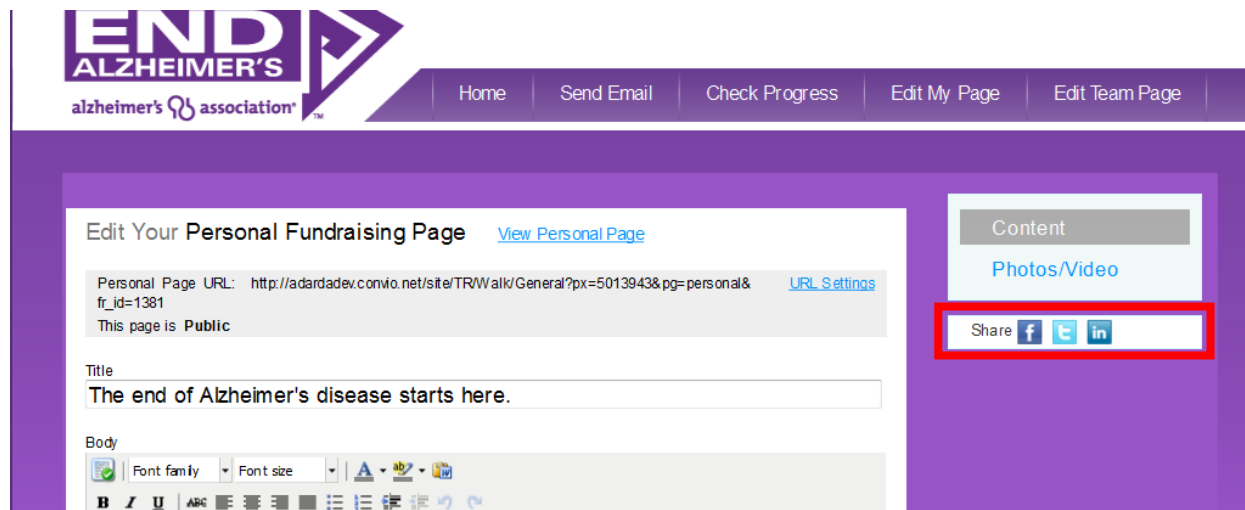 END
ALZHEIMER'S
alzheimer's association®
TM
Home Send Email Check Progress Edit My Page Edit Team Page
Edit Your Personal Fundraising Page View Personal Page
Content
Photos/Video
Personal Page URL: http://adardadev.convio.net/site/TR/Walk/General?px=5013943&pg=personal& URL Settings
fr_id=1381
This page is Public
Share f t in
Title
The end of Alzheimer's disease starts here.
Body
Font family Font size A ab
B I U ABC